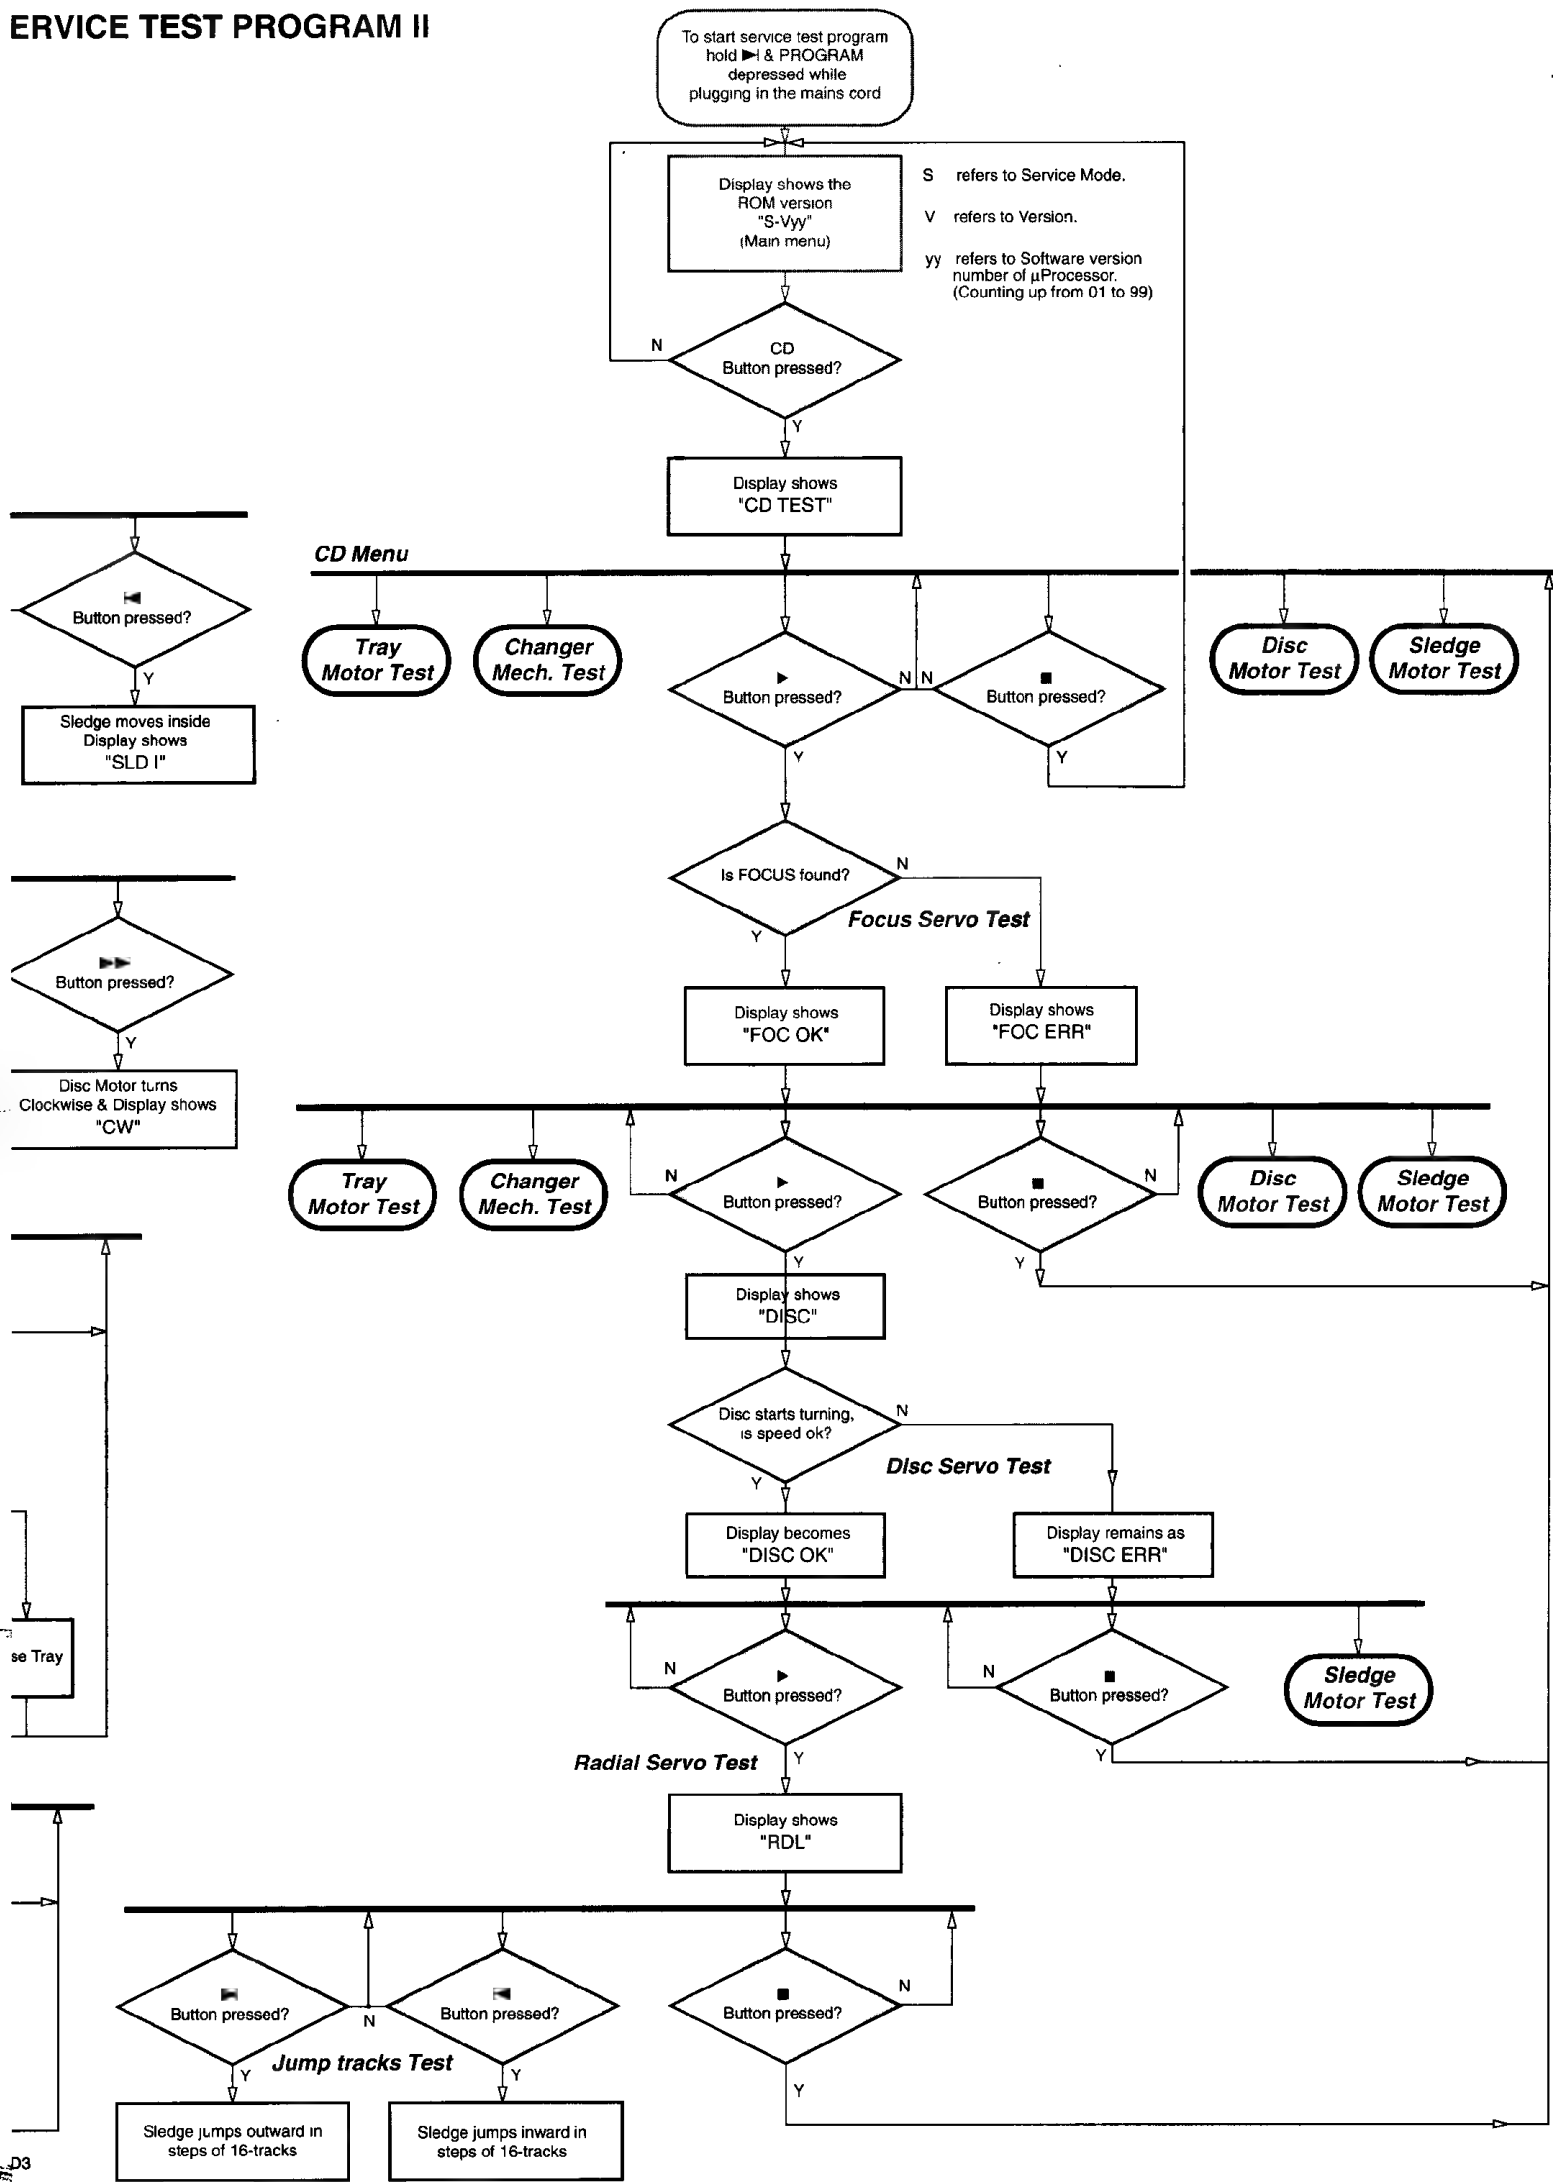 ERVICE TEST PROGRAM II
To start service test program
hold ►I & PROGRAM
depressed while
plugging in the mains cord
Display shows the
ROM version
"S-Vyy"
(Main menu)
S refers to Service Mode.
V refers to Version.
yy refers to Software version
number of µProcessor.
(Counting up from 01 to 99)
N
CD
Button pressed?
Y
Display shows
"CD TEST"
CD Menu
I◄
Button pressed?
Y
Sledge moves inside
Display shows
"SLD I"
Tray
Motor Test
Changer
Mech. Test
►
Button pressed?
N
Y
N
■
Button pressed?
Y
Disc
Motor Test
Sledge
Motor Test
Is FOCUS found?
N
Y
Focus Servo Test
►►
Button pressed?
Y
Disc Motor turns
Clockwise & Display shows
"CW"
Display shows
"FOC OK"
Display shows
"FOC ERR"
Tray
Motor Test
Changer
Mech. Test
N
►
Button pressed?
Y
■
Button pressed?
N
Y
Disc
Motor Test
Sledge
Motor Test
Display shows
"DISC"
Disc starts turning,
is speed ok?
N
Y
Disc Servo Test
Display becomes
"DISC OK"
Display remains as
"DISC ERR"
se Tray
N
►
Button pressed?
Y
N
■
Button pressed?
Y
Sledge
Motor Test
Radial Servo Test
Display shows
"RDL"
►I
Button pressed?
Y
N
I◄
Button pressed?
Y
■
Button pressed?
N
Y
Jump tracks Test
Sledge jumps outward in
steps of 16-tracks
Sledge jumps inward in
steps of 16-tracks
D3